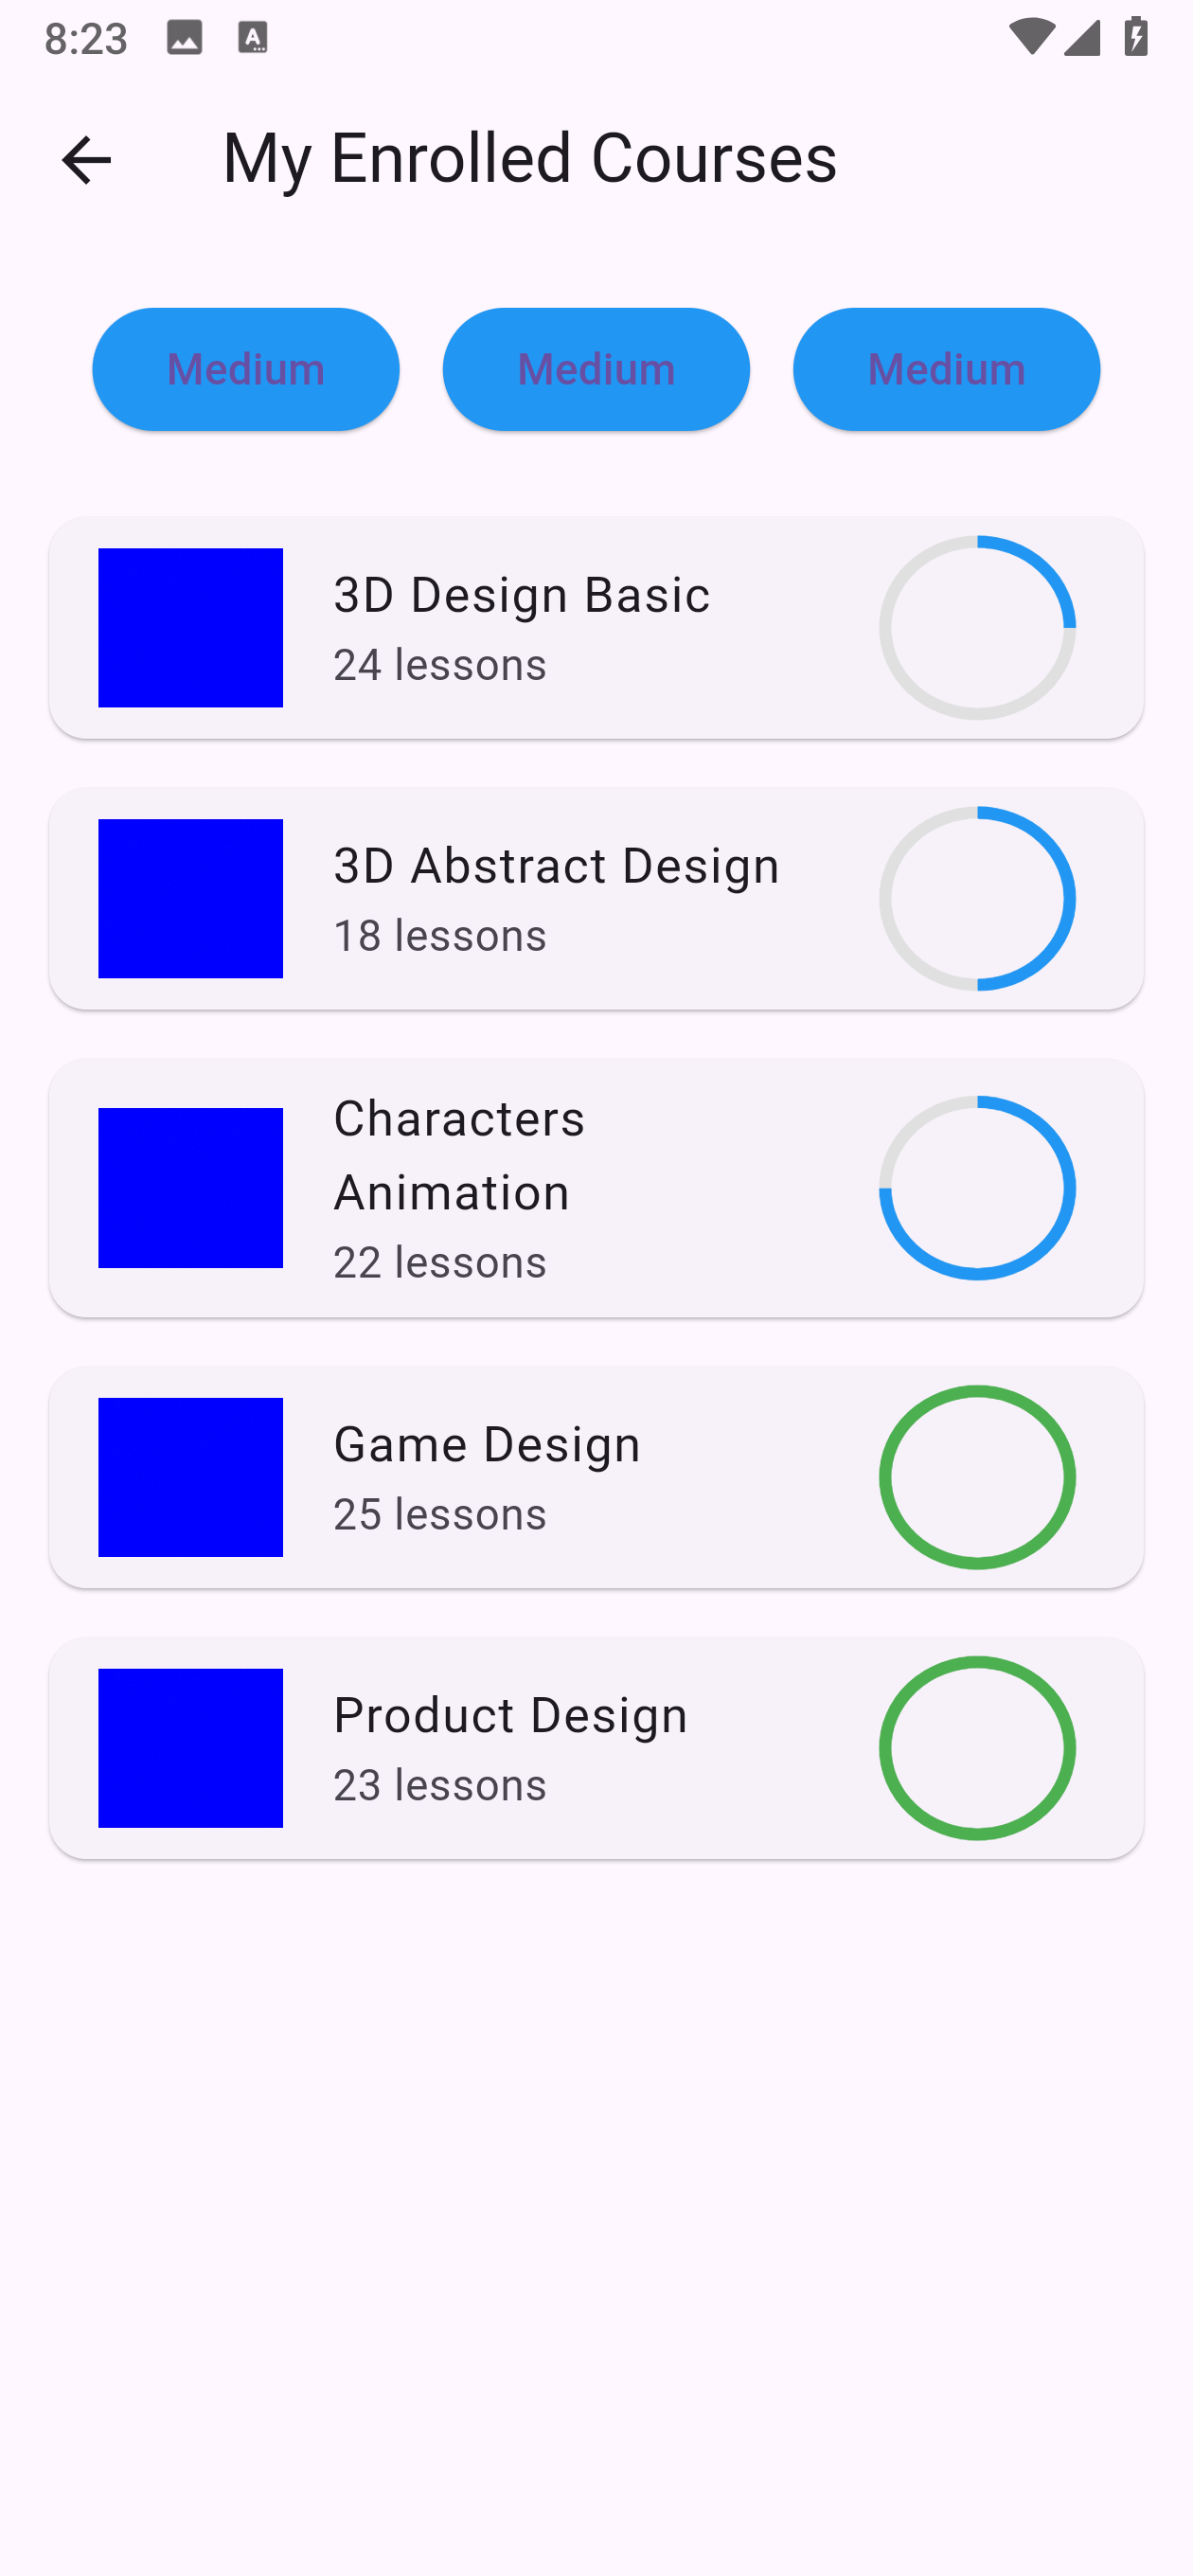 8:23
My Enrolled Courses
Medium Medium Medium
3D Design Basic
24 lessons
3D Abstract Design
18 lessons
Characters
Animation
22 lessons
Game Design
25 lessons
Product Design
23 lessons